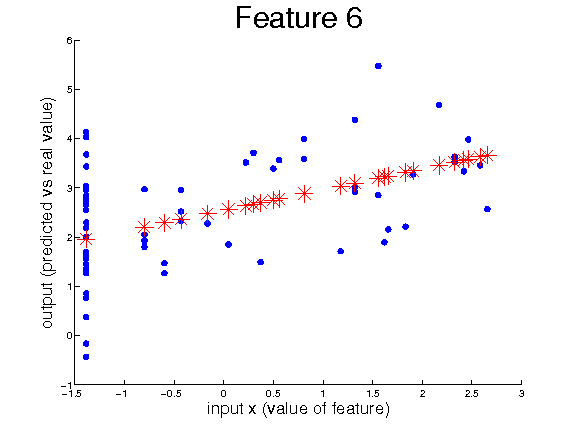 Feature 6
output (predicted vs real value)
6
5
4
3
2
1
0
−1
−1.5 −1 −0.5 0 0.5 1 1.5 2 2.5 3
input x (value of feature)